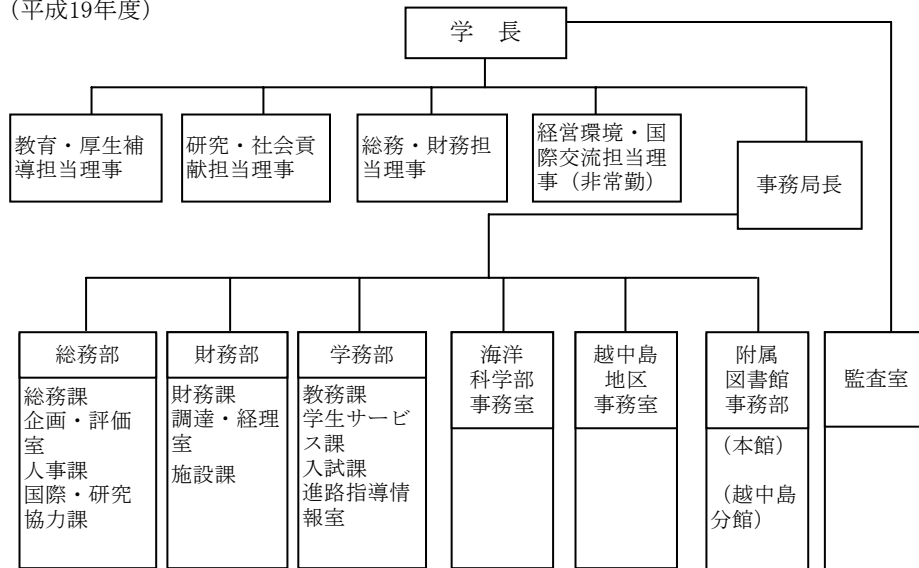 （平成19年度）
学　長
教育・厚生補
導担当理事
研究・社会貢
献担当理事
総務・財務担
当理事
経営環境・国
際交流担当理
事（非常勤）
事務局長
総務部
総務課
企画・評価
室
人事課
国際・研究
協力課
財務部
財務課
調達・経理
室
施設課
学務部
教務課
学生サービ
ス課
入試課
進路指導情
報室
海洋
科学部
事務室
越中島
地区
事務室
附属
図書館
事務部
（本館）
（越中島
分館）
監査室